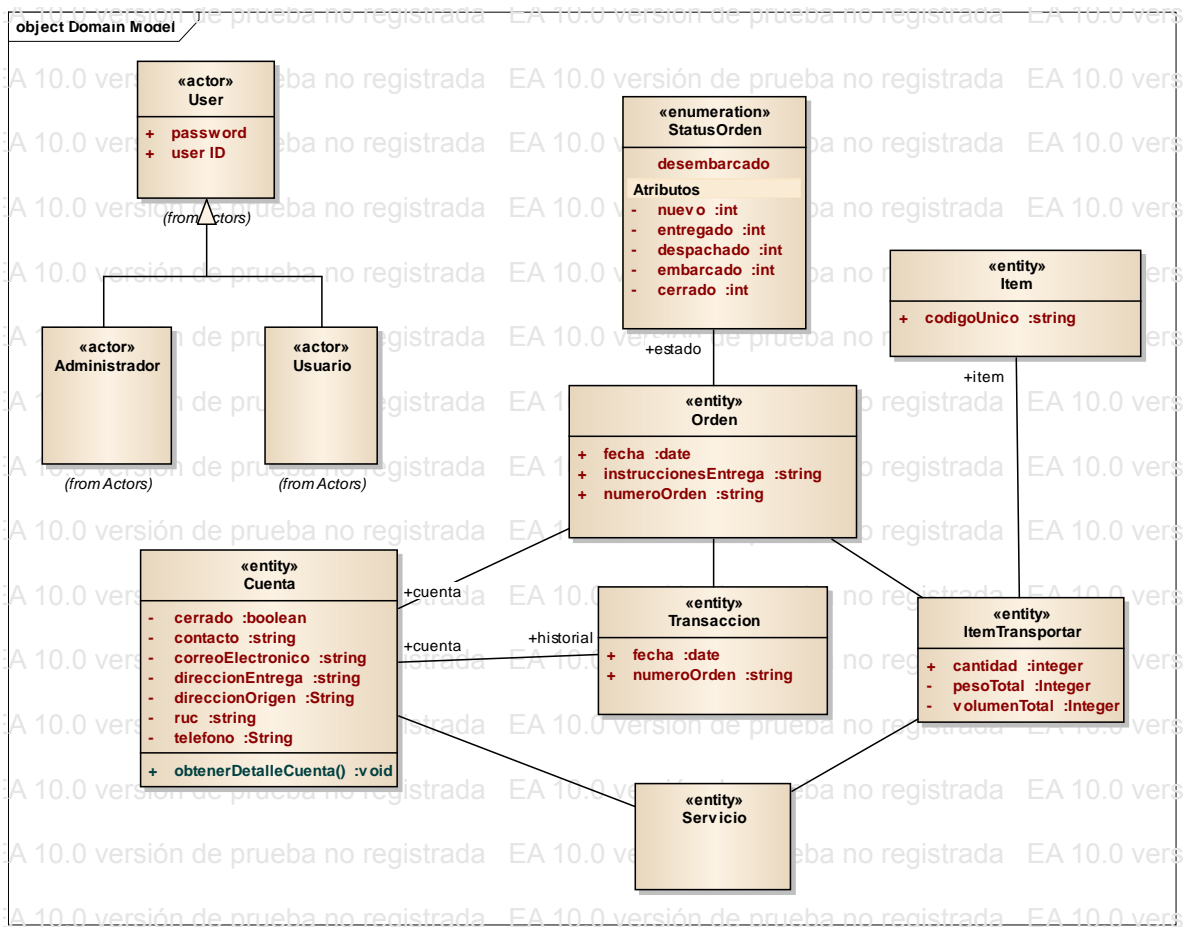 object Domain Model
«actor»
User
+ password
+ user ID
(from Actors)
«actor»
Administrador
(from Actors)
«actor»
Usuario
(from Actors)
«enumeration»
StatusOrden
desembarcado
Atributos
- nuevo :int
- entregado :int
- despachado :int
- embarcado :int
- cerrado :int
+estado
«entity»
Item
+ codigoUnico :string
+item
«entity»
Orden
+ fecha :date
+ instruccionesEntrega :string
+ numeroOrden :string
«entity»
Cuenta
- cerrado :boolean
- contacto :string
- correoElectronico :string
- direccionEntrega :string
- direccionOrigen :String
- ruc :string
- telefono :String
+ obtenerDetalleCuenta() :void
+cuenta
+cuenta
+historial
«entity»
Transaccion
+ fecha :date
+ numeroOrden :string
«entity»
ItemTransportar
+ cantidad :integer
- pesoTotal :Integer
- volumenTotal :Integer
«entity»
Servicio
EA 10.0 versión de prueba no registrada